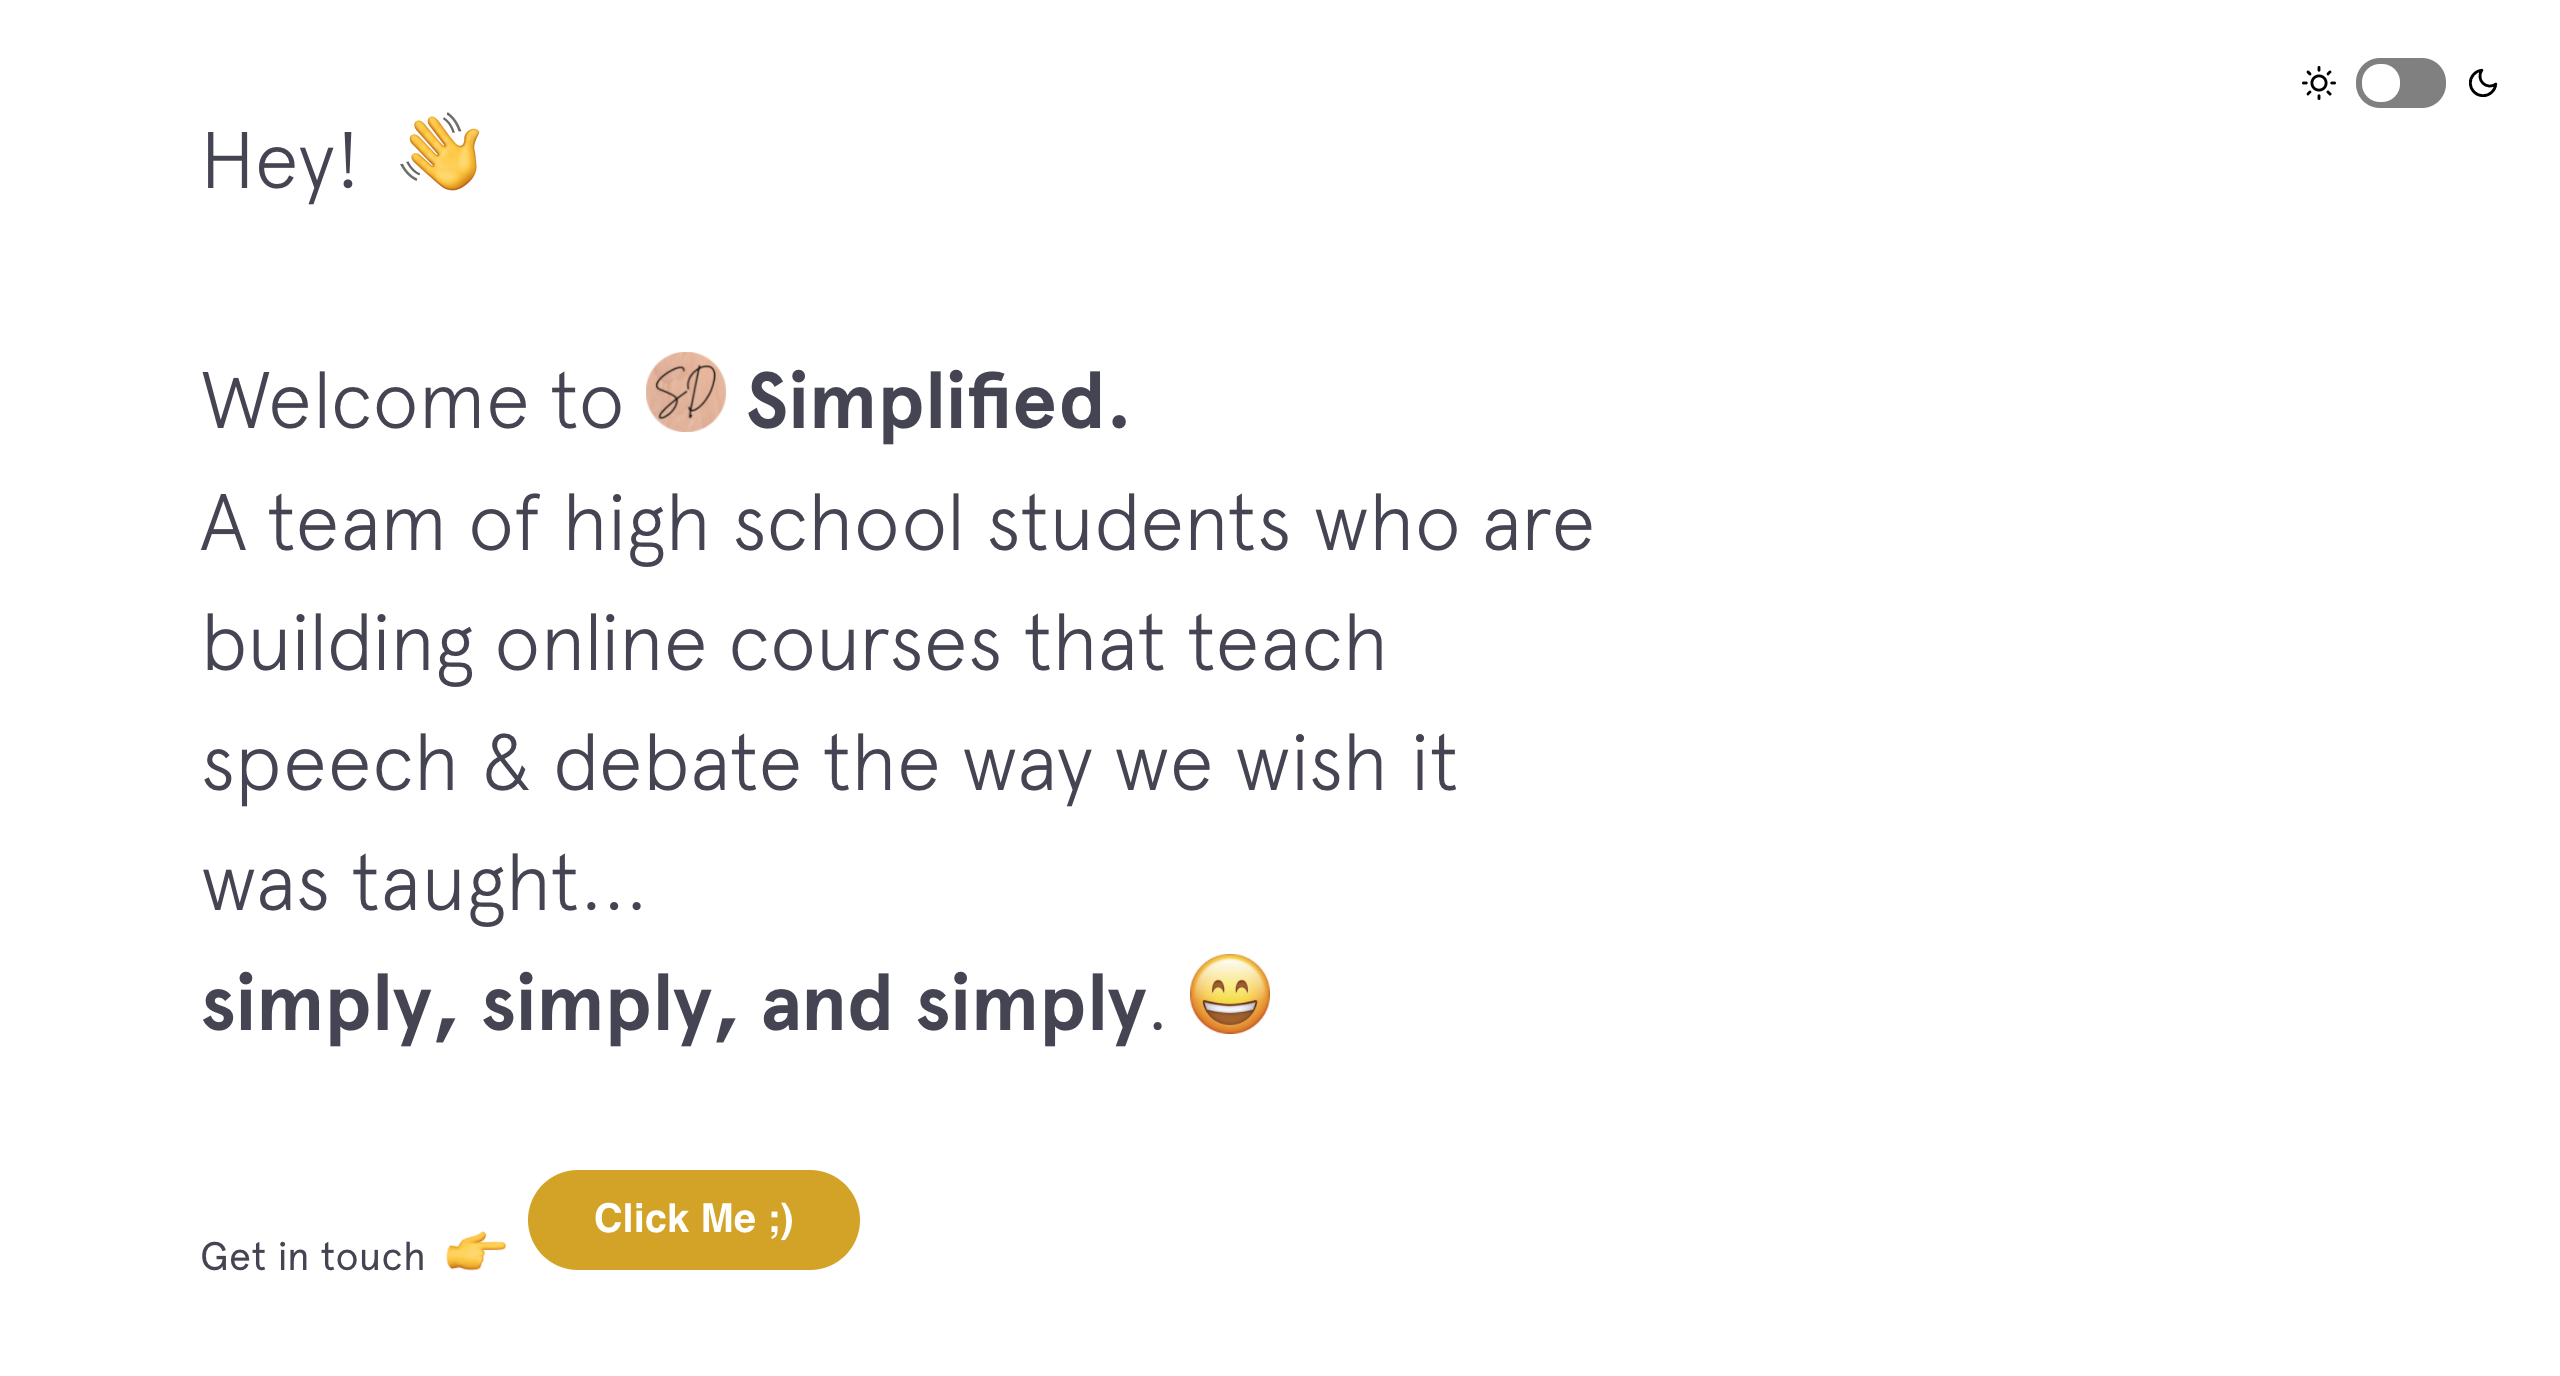 Hey! 👋
Welcome to SD Simplified.
A team of high school students who are
building online courses that teach
speech & debate the way we wish it
was taught...
simply, simply, and simply. 😄
Get in touch 👉 Click Me ;)